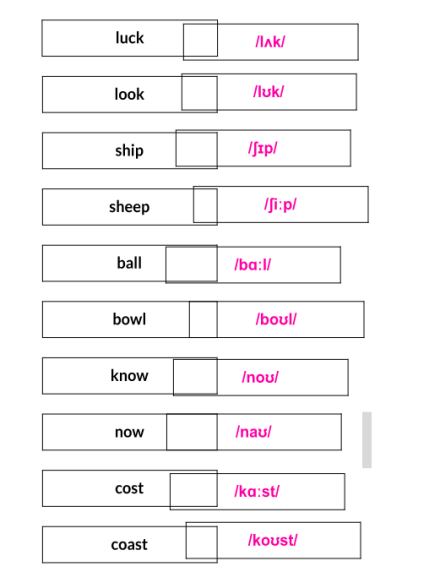 luck /lʌk/
look /lʊk/
ship /ʃɪp/
sheep /ʃiːp/
ball /bɑːl/
bowl /boʊl/
know /noʊ/
now /naʊ/
cost /kɑːst/
coast /koʊst/